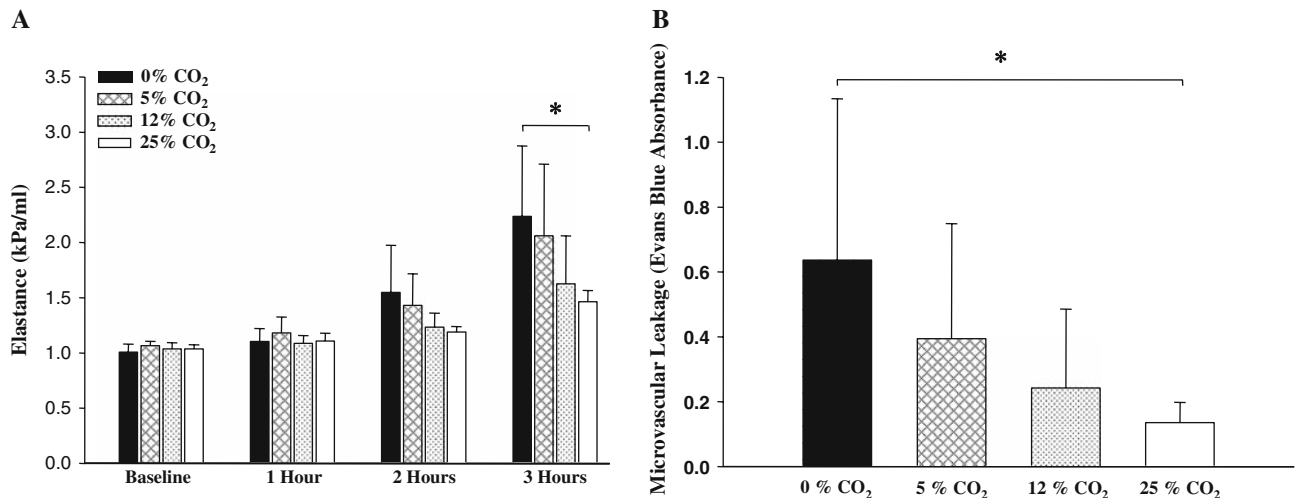 A
0% CO₂
5% CO₂
12% CO₂
25% CO₂
Elastance (kPa/ml)
3.5
3.0
2.5
2.0
1.5
1.0
0.5
0.0
*
Baseline
1 Hour
2 Hours
3 Hours
B
Microvascular Leakage (Evans Blue Absorbance)
1.2
1.0
0.8
0.6
0.4
0.2
0.0
*
0 % CO₂
5 % CO₂
12 % CO₂
25 % CO₂